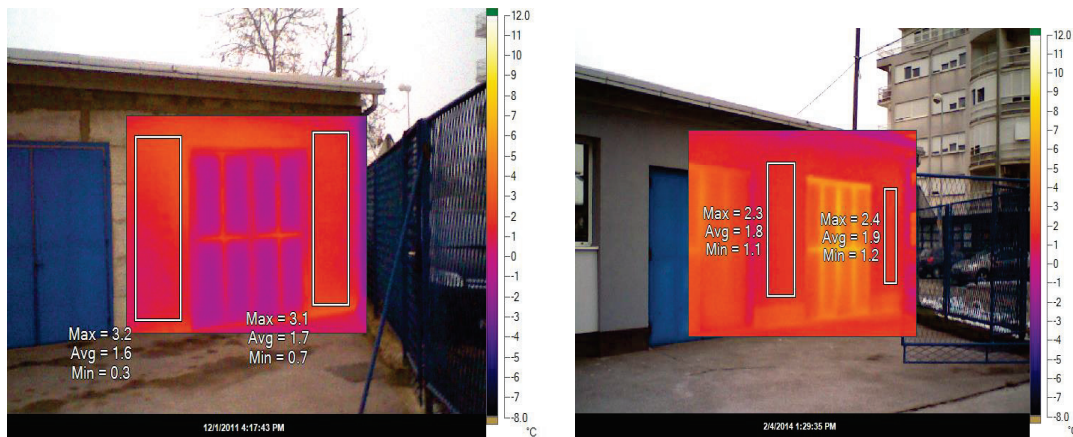 12.0
11
10
9
8
7
6
5
4
3
2
1
0
-1
-2
-3
-4
-5
-6
-7
-8.0
°C
Max = 3.2
Avg = 1.6
Min = 0.3
Max = 3.1
Avg = 1.7
Min = 0.7
12/1/2011 4:17:43 PM
12.0
11
10
9
8
7
6
5
4
3
2
1
0
-1
-2
-3
-4
-5
-6
-7
-8.0
°C
Max = 2.3
Avg = 1.8
Min = 1.1
Max = 2.4
Avg = 1.9
Min = 1.2
2/4/2014 1:29:35 PM